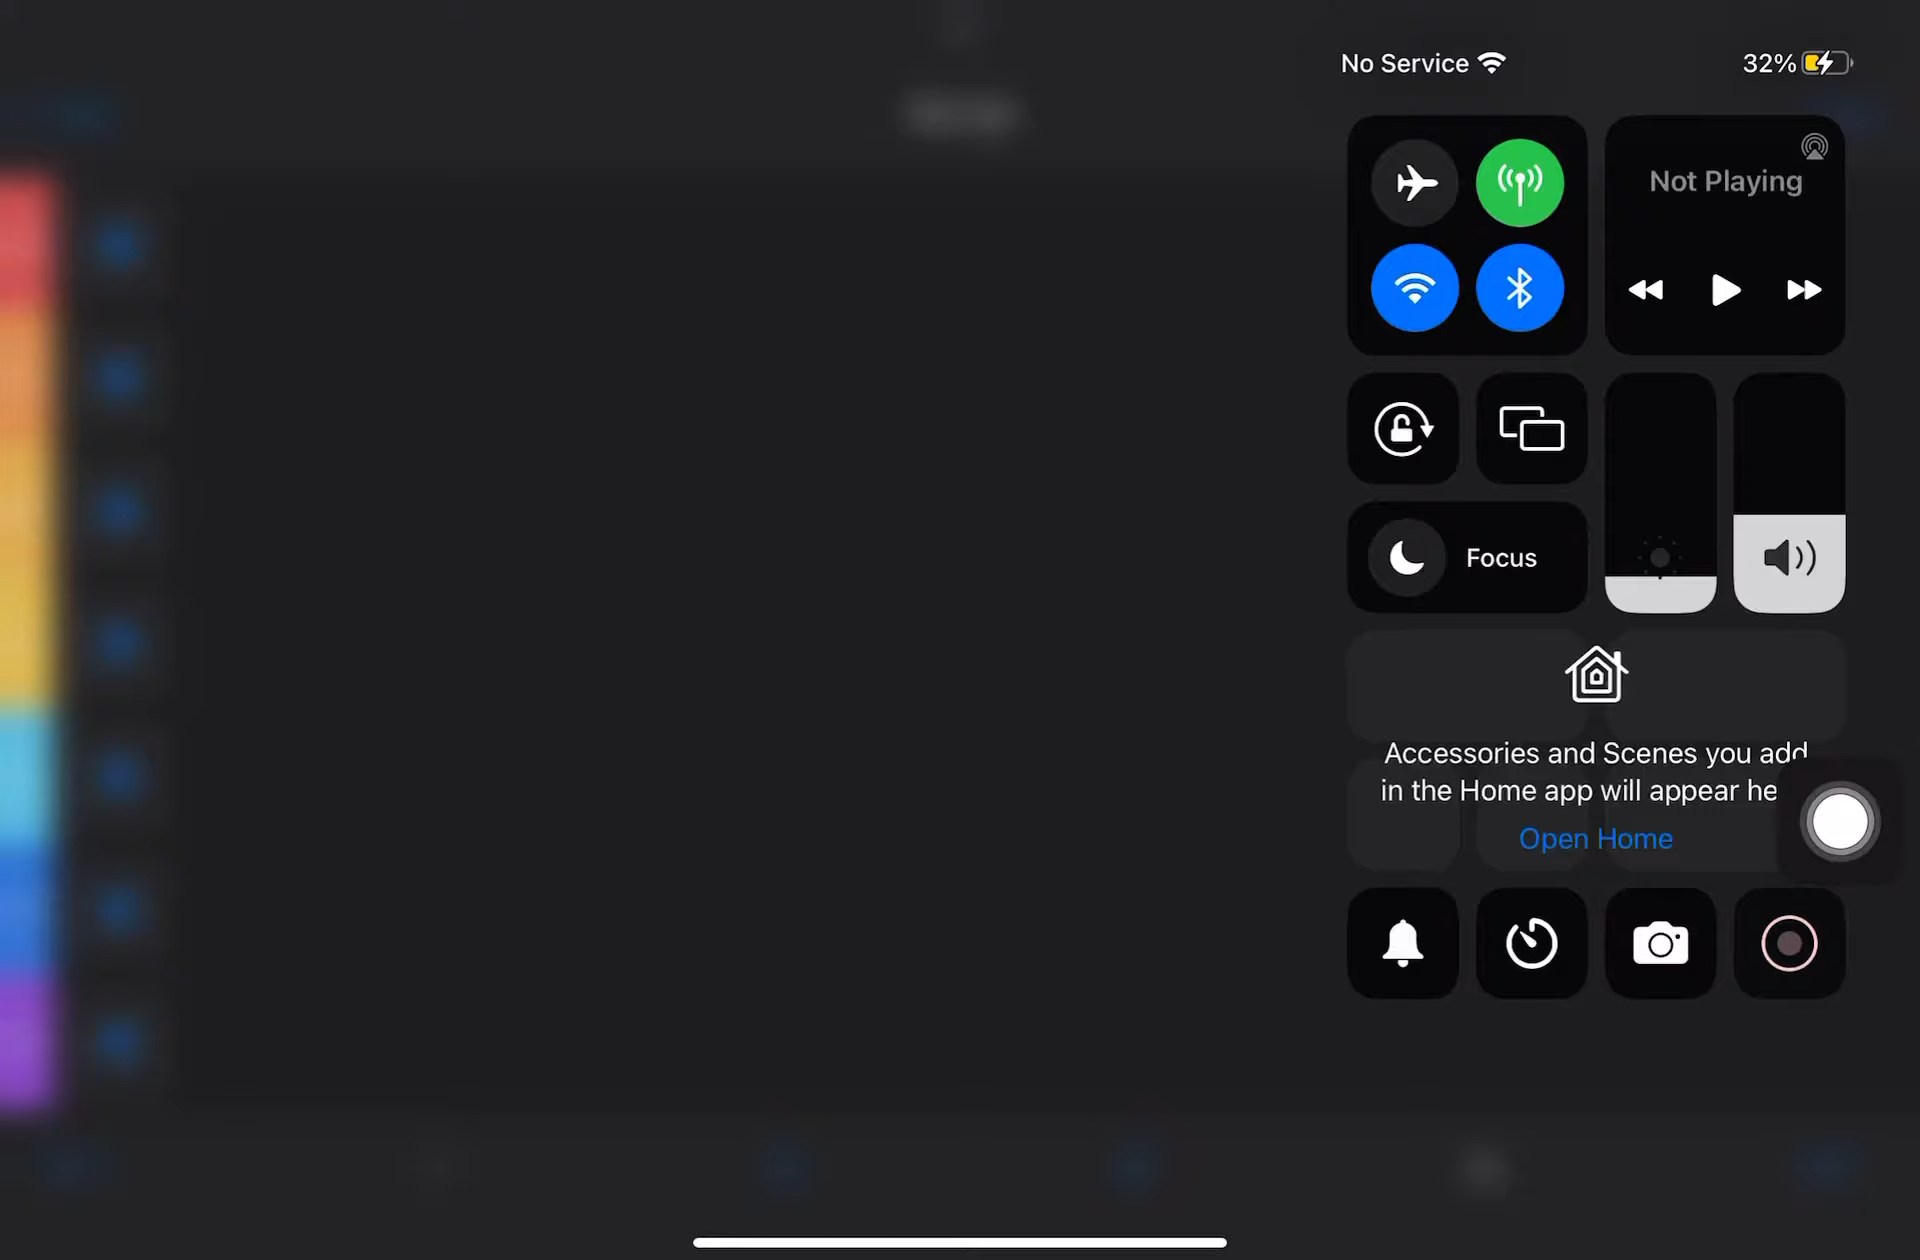 No Service
32%
Not Playing
Focus
Accessories and Scenes you add
in the Home app will appear he
Open Home